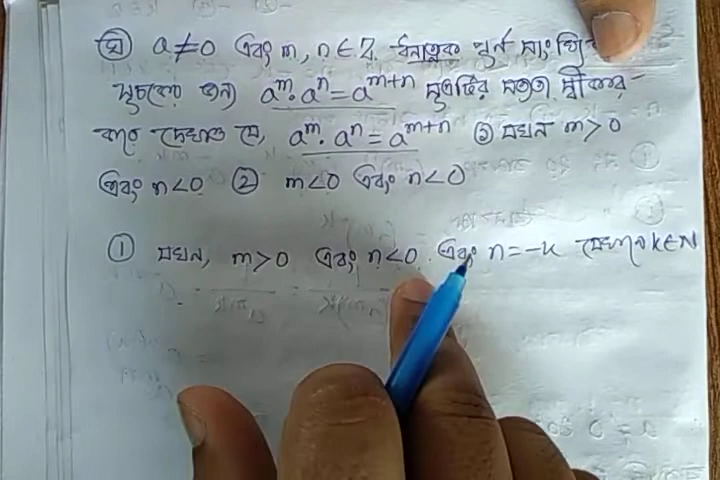 (ঘ) a ≠ 0 এবং m, n ∈ Z. ধনাত্মক পূর্ন সাংখ্যি
সূচকের জন্য aᵐ. aⁿ = aᵐ⁺ⁿ সূত্রটির সত্যতা স্বীকার
করে দেখাও যে, aᵐ. aⁿ = aᵐ⁺ⁿ ① যখন m > 0
এবং n < 0 ② m < 0 এবং n < 0
① যখন, m > 0 এবং n < 0. এবং n = -k যেখানে k ∈ N